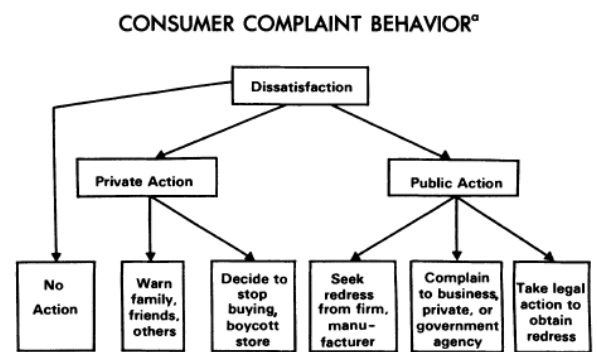 CONSUMER COMPLAINT BEHAVIORᵃ
Dissatisfaction
Private Action
Public Action
No
Action
Warn
family,
friends,
others
Decide to
stop
buying,
boycott
store
Seek
redress
from firm,
manu-
facturer
Complain
to business,
private, or
government
agency
Take legal
action to
obtain
redress